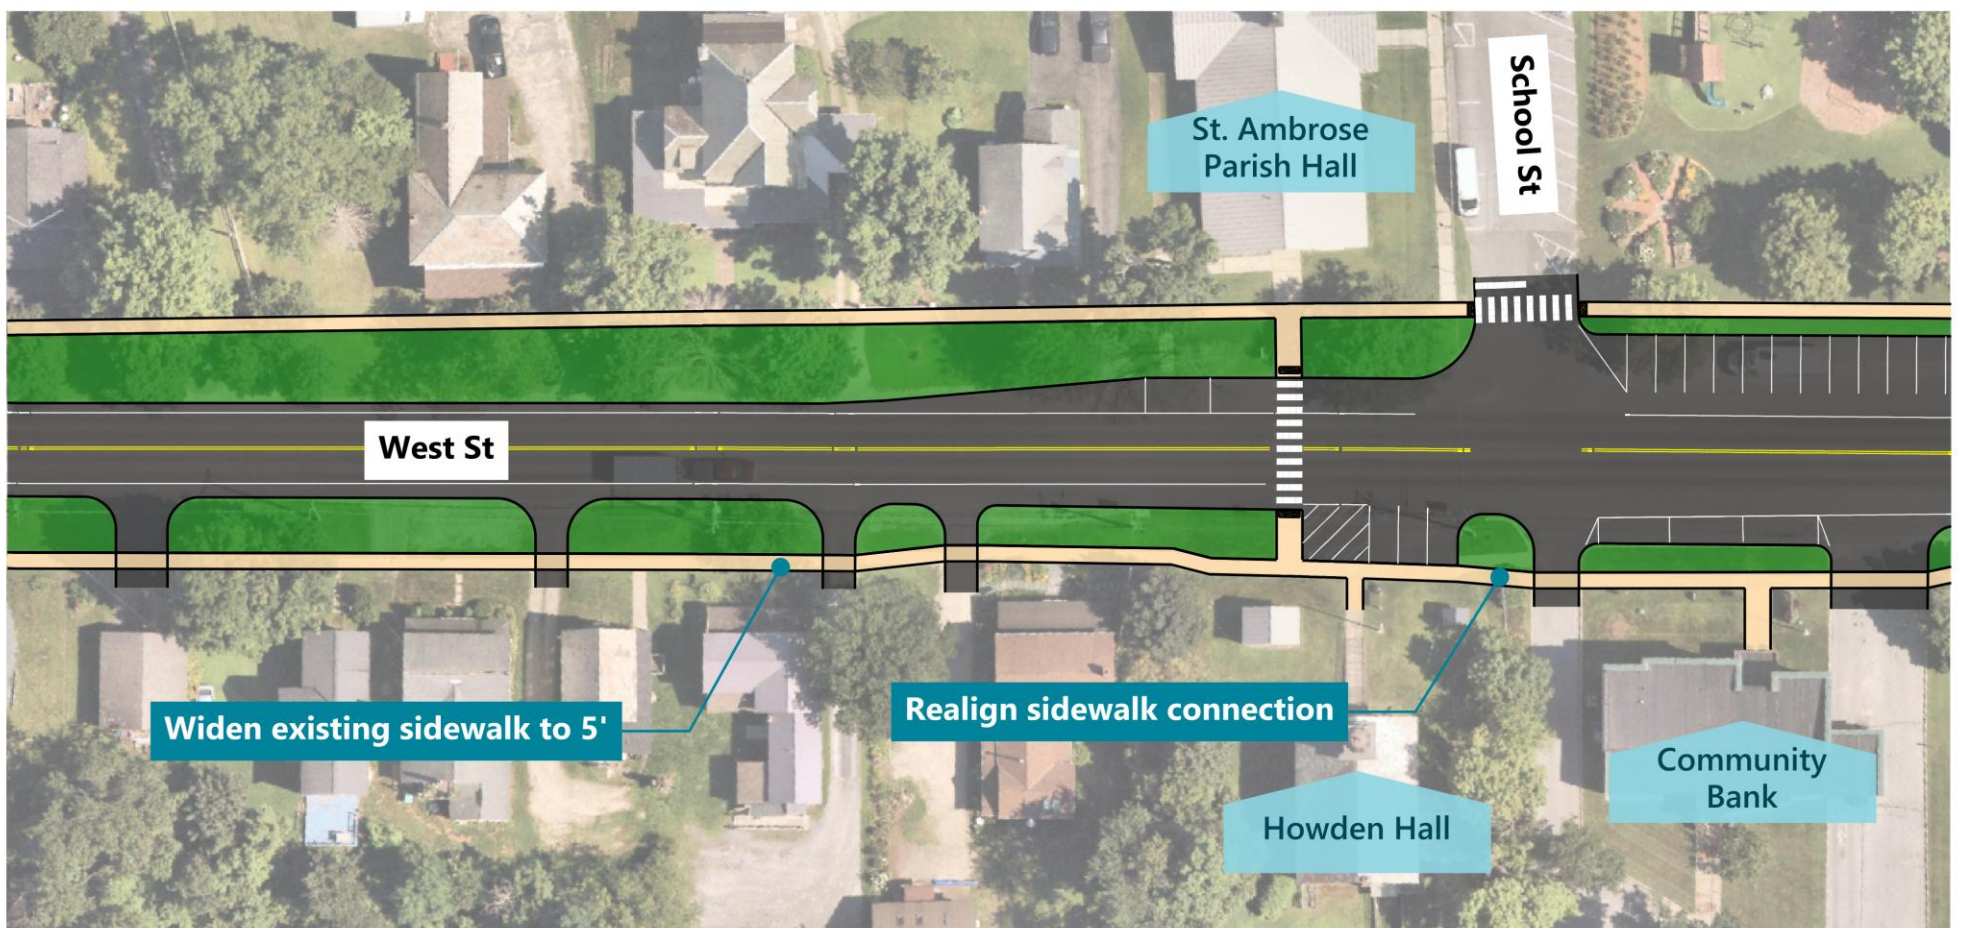 St. Ambrose
Parish Hall
School St
West St
Widen existing sidewalk to 5'
Realign sidewalk connection
Howden Hall
Community
Bank